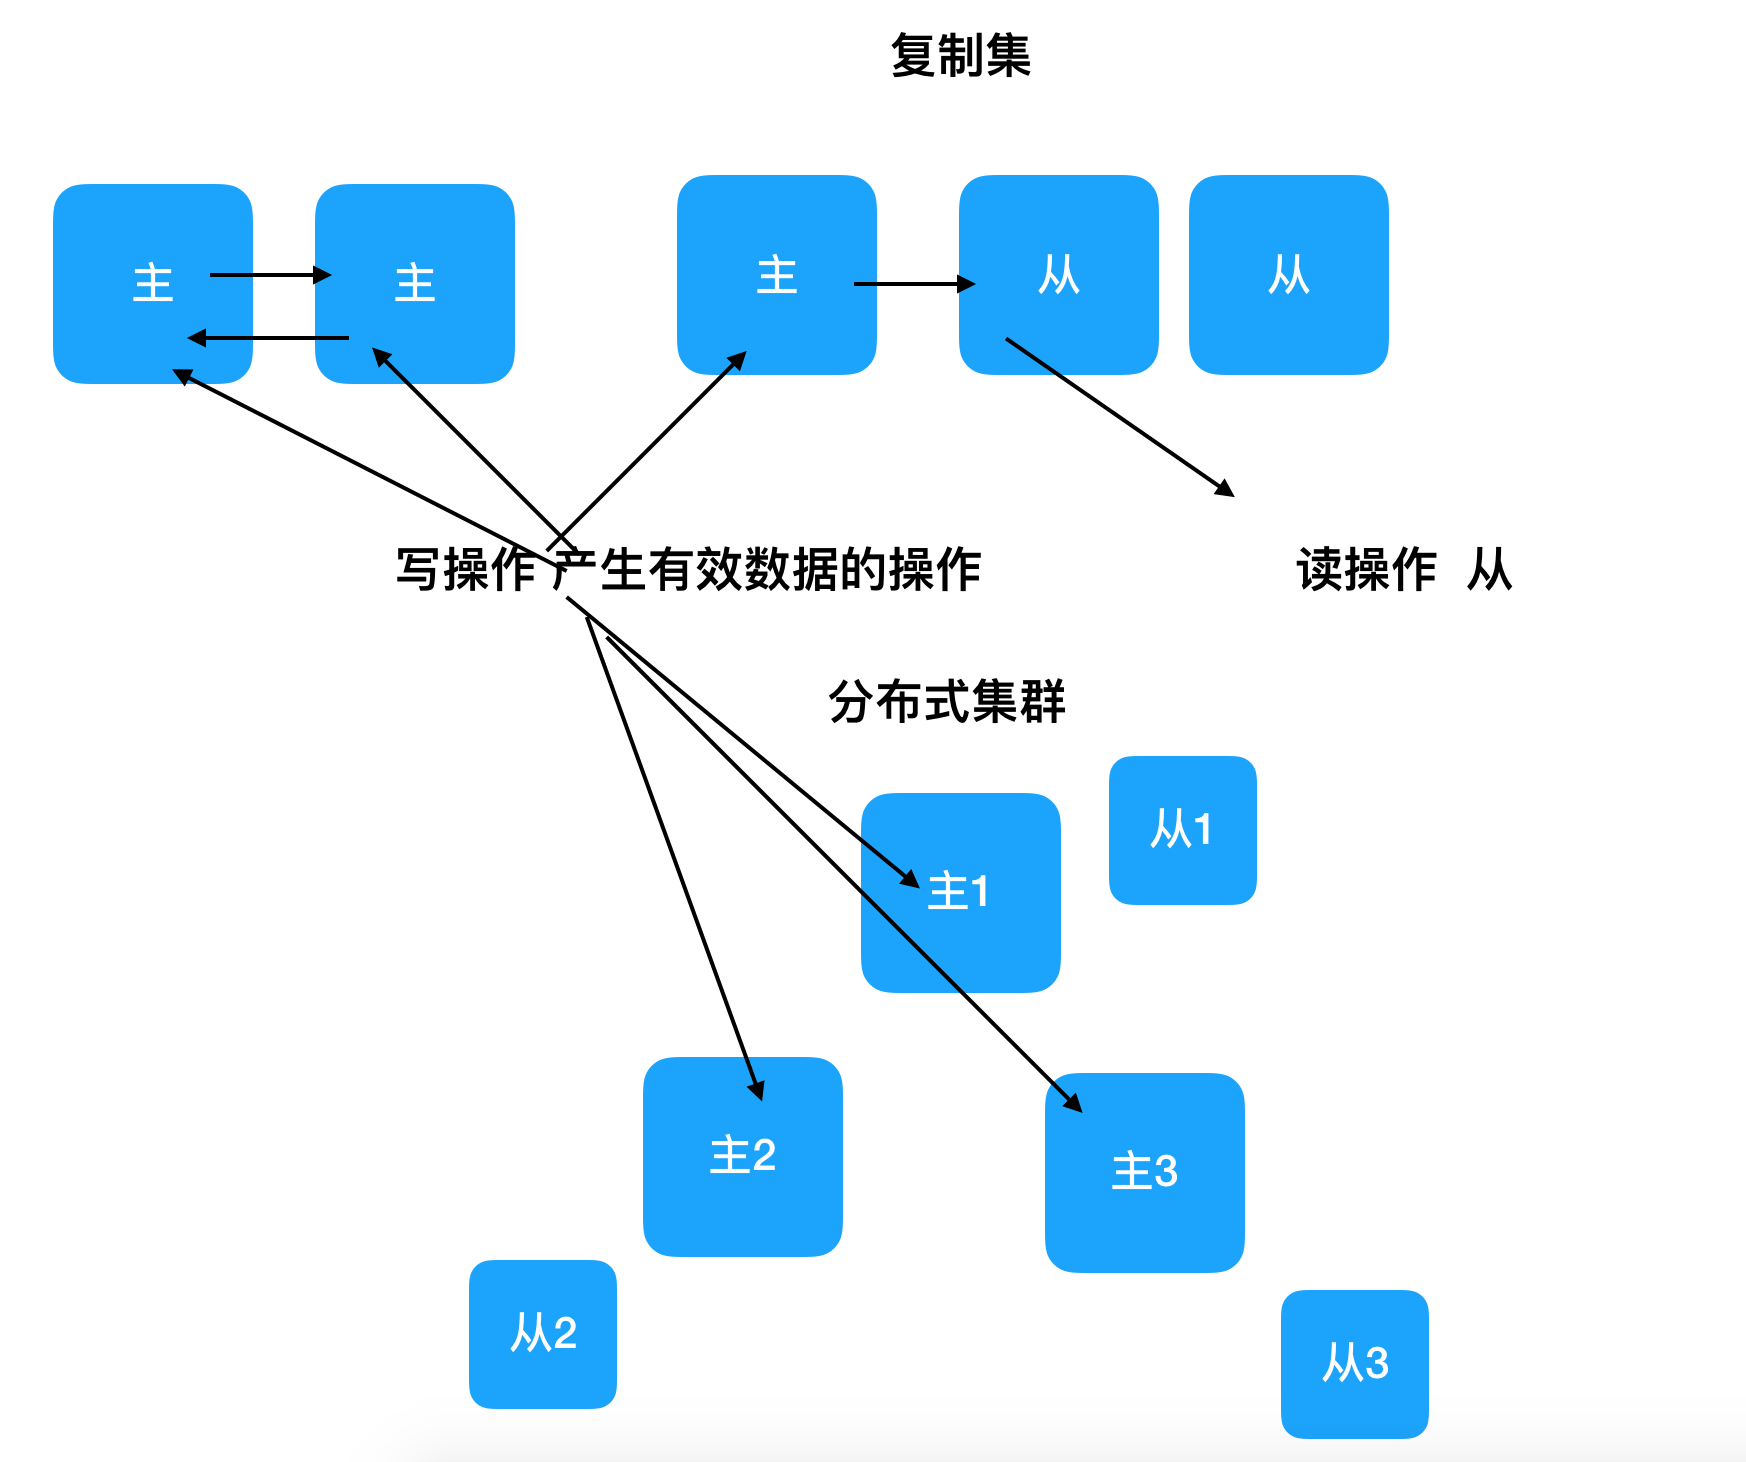 复制集
主
主
主
从
从
写操作 产生有效数据的操作
读操作 从
分布式集群
从1
主1
主2
主3
从2
从3